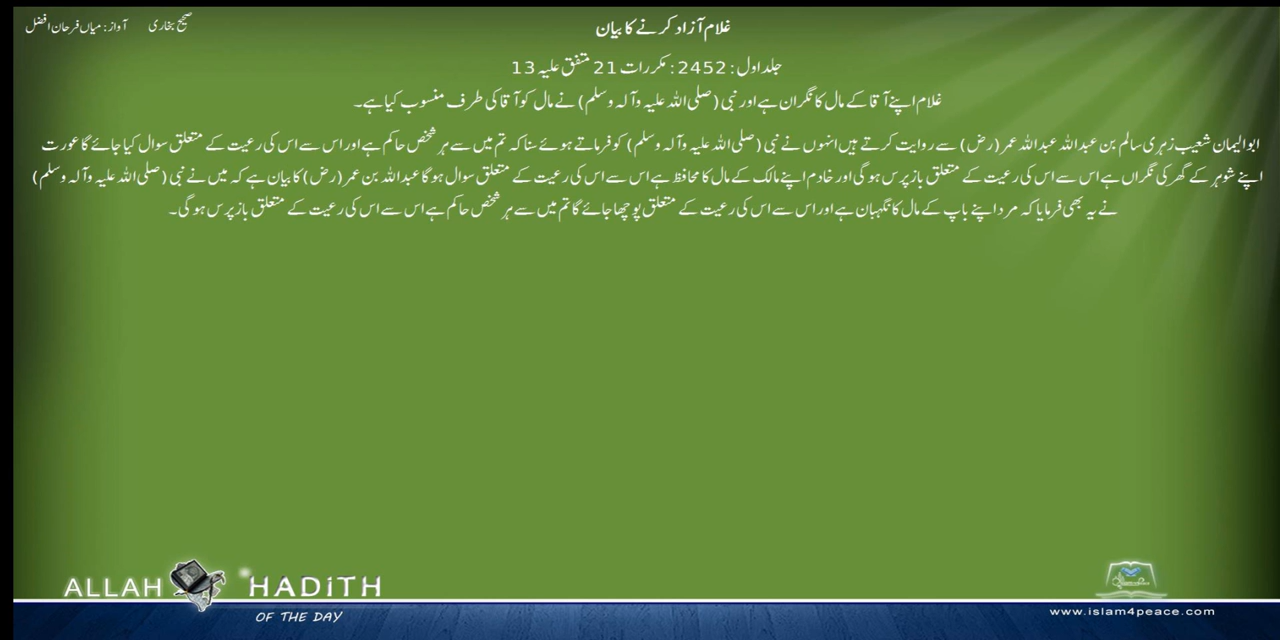 صحیح بخاری
آواز: میاں فرحان افضل
غلام آزاد کرنے کا بیان
جلد اول : 2452 : مکررات 21 متفق علیہ 13
غلام اپنے آقا کے مال کا نگران ہے اور نبی (صلی اللہ علیہ وآلہ وسلم) نے مال کو آقا کی طرف منسوب کیا ہے۔
ابوالیمان شعیب زہری سالم بن عبداللہ عبداللہ عمر (رض) سے روایت کرتے ہیں انہوں نے نبی (صلی اللہ علیہ وآلہ وسلم) کو فرماتے ہوئے سنا کہ تم میں سے ہر شخص حاکم ہے اور اس سے اس کی رعیت کے متعلق سوال کیا جائے گا عورت
اپنے شوہر کے گھر کی نگراں ہے اس سے اس کی رعیت کے متعلق بازپرس ہوگی اور خادم اپنے مالک کے مال کا محافظ ہے اس سے اس کی رعیت کے متعلق سوال ہوگا عبداللہ بن عمر (رض) کا بیان ہے کہ میں نے نبی (صلی اللہ علیہ وآلہ وسلم)
نے یہ بھی فرمایا کہ مرد اپنے باپ کے مال کا نگہبان ہے اور اس سے اس کی رعیت کے متعلق پوچھا جائے گا تم میں سے ہر شخص حاکم ہے اس سے اس کی رعیت کے متعلق بازپرس ہوگی۔
ALLAH HADITH
OF THE DAY
www.islam4peace.com